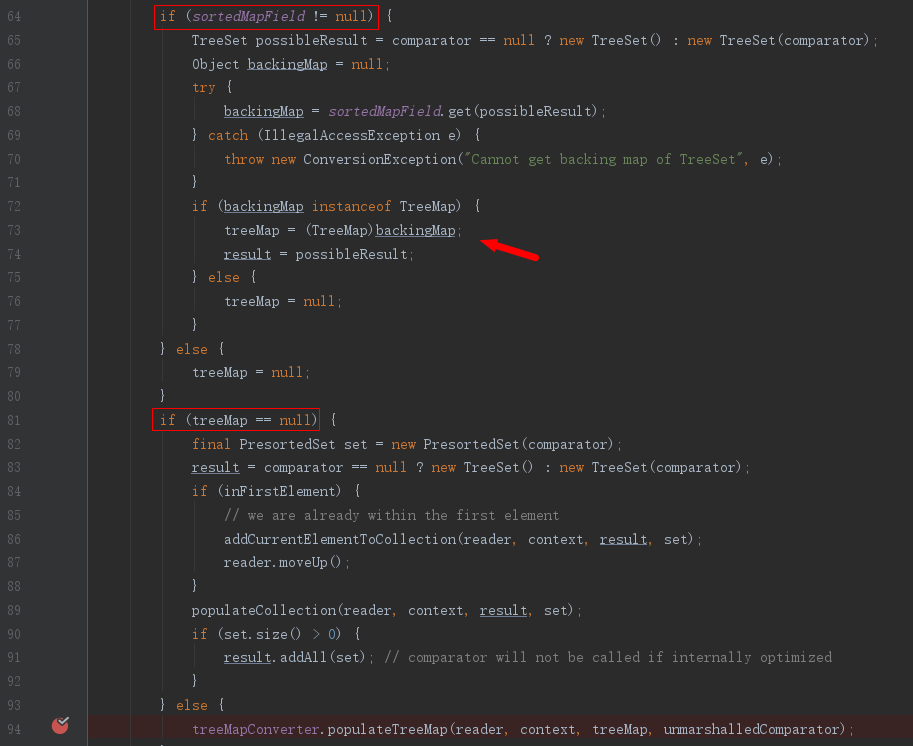 64 if (sortedMapField != null) {
65 TreeSet possibleResult = comparator == null ? new TreeSet() : new TreeSet(comparator);
66 Object backingMap = null;
67 try {
68 backingMap = sortedMapField.get(possibleResult);
69 } catch (IllegalAccessException e) {
70 throw new ConversionException("Cannot get backing map of TreeSet", e);
71 }
72 if (backingMap instanceof TreeMap) {
73 treeMap = (TreeMap)backingMap;
74 result = possibleResult;
75 } else {
76 treeMap = null;
77 }
78 } else {
79 treeMap = null;
80 }
81 if (treeMap == null) {
82 final PresortedSet set = new PresortedSet(comparator);
83 result = comparator == null ? new TreeSet() : new TreeSet(comparator);
84 if (inFirstElement) {
85 // we are already within the first element
86 addCurrentElementToCollection(reader, context, result, set);
87 reader.moveUp();
88 }
89 populateCollection(reader, context, result, set);
90 if (set.size() > 0) {
91 result.addAll(set); // comparator will not be called if internally optimized
92 }
93 } else {
94 treeMapConverter.populateTreeMap(reader, context, treeMap, unmarshalledComparator);